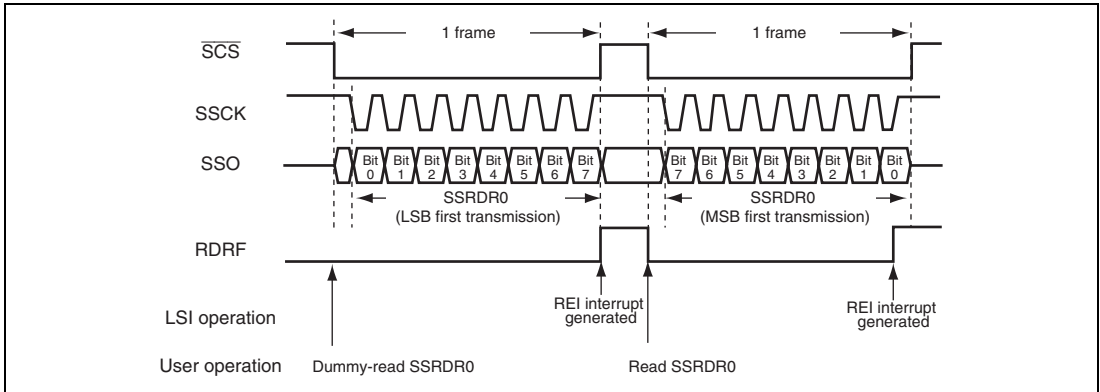 1 frame 1 frame
SCS
SSCK
SSO Bit 0 Bit 1 Bit 2 Bit 3 Bit 4 Bit 5 Bit 6 Bit 7 Bit 7 Bit 6 Bit 5 Bit 4 Bit 3 Bit 2 Bit 1 Bit 0
SSRDR0 SSRDR0
(LSB first transmission) (MSB first transmission)
RDRF
LSI operation
REI interrupt generated REI interrupt generated
User operation Dummy-read SSRDR0 Read SSRDR0